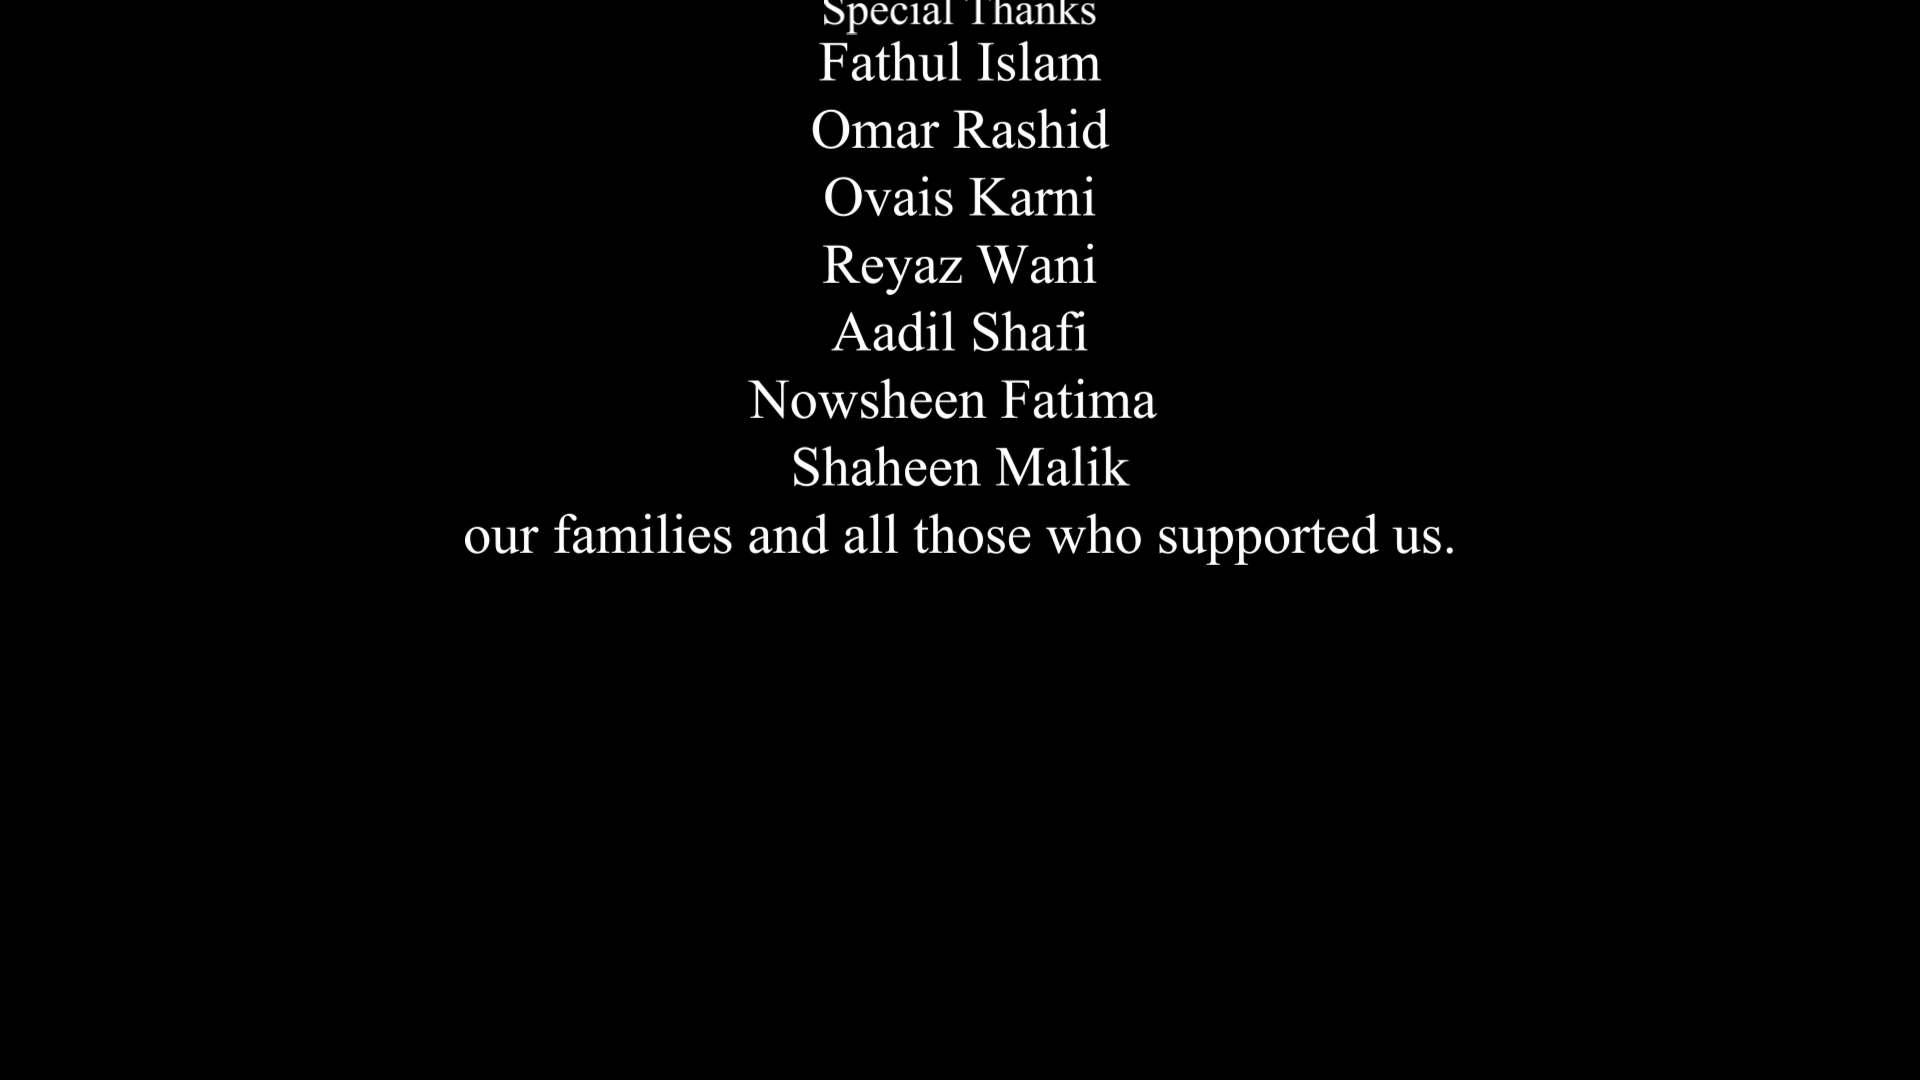 Special Thanks
Fathul Islam
Omar Rashid
Ovais Karni
Reyaz Wani
Aadil Shafi
Nowsheen Fatima
Shaheen Malik
our families and all those who supported us.